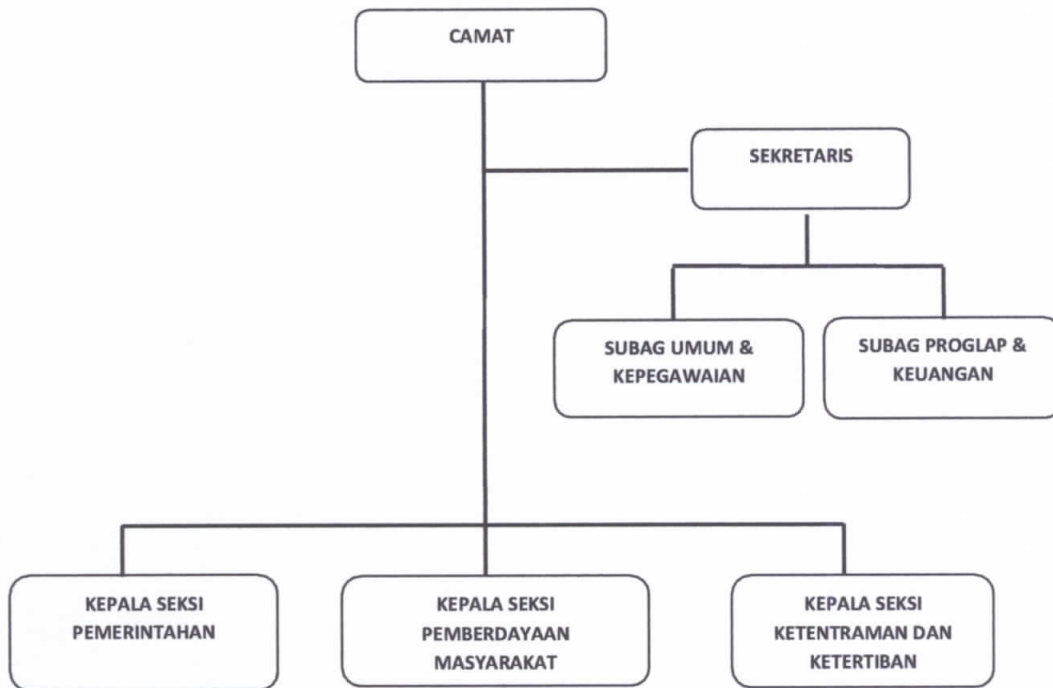 CAMAT
SEKRETARIS
SUBAG UMUM &
KEPEGAWAIAN
SUBAG PROGLAP &
KEUANGAN
KEPALA SEKSI
PEMERINTAHAN
KEPALA SEKSI
PEMBERDAYAAN
MASYARAKAT
KEPALA SEKSI
KETENTRAMAN DAN
KETERTIBAN